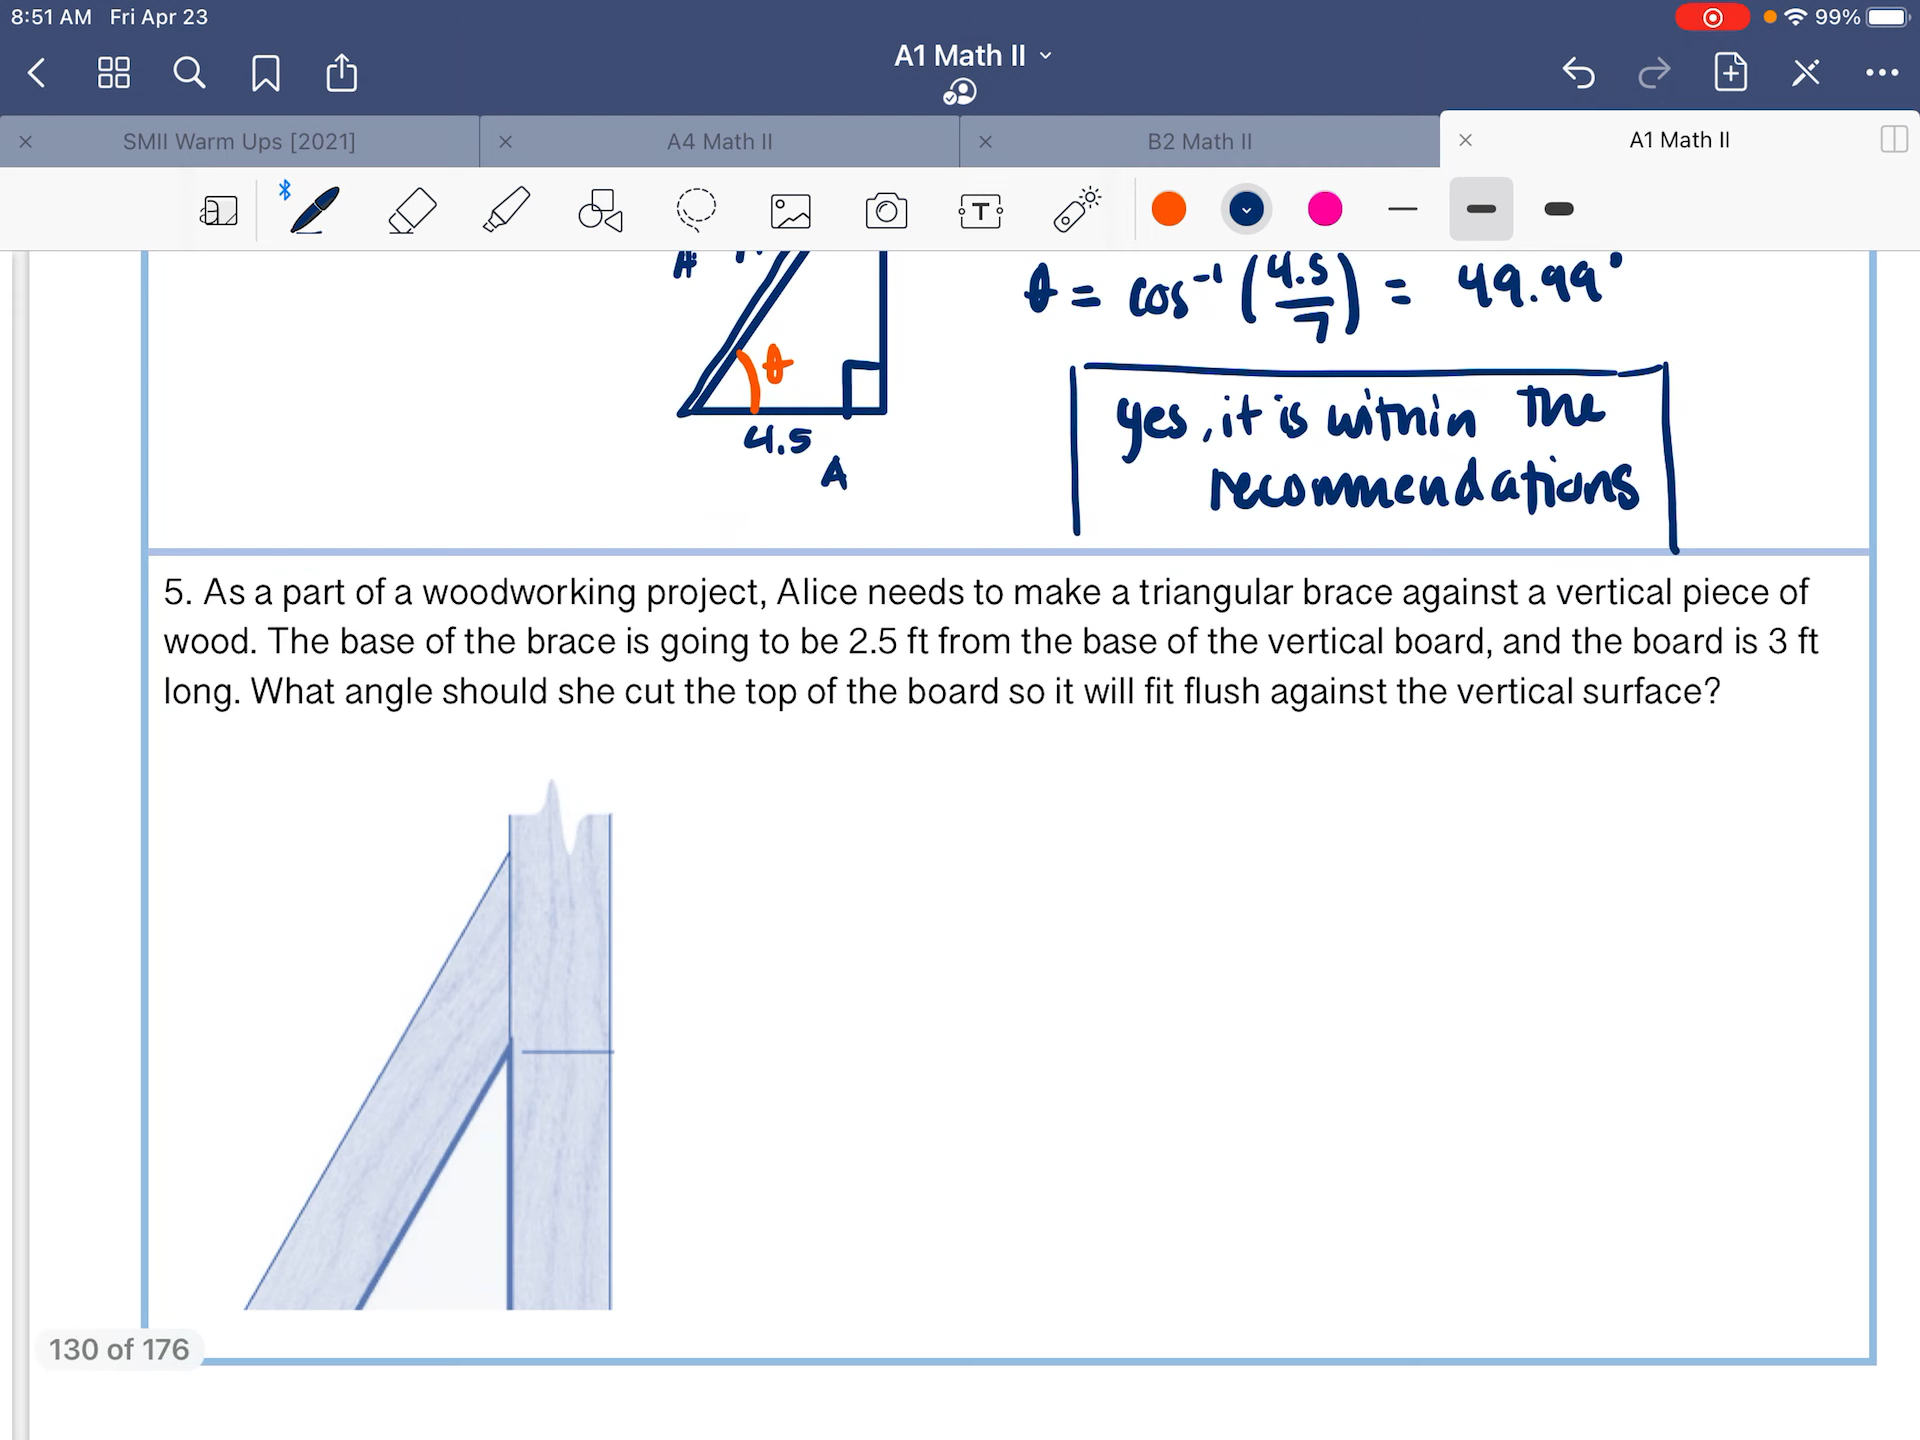 8:51 AM Fri Apr 23
99%
A1 Math II
SMII Warm Ups [2021]
A4 Math II
B2 Math II
A1 Math II
T
θ = cos⁻¹ (4.5/7) = 49.99°
θ
4.5
A
yes, it is within the
recommendations
5. As a part of a woodworking project, Alice needs to make a triangular brace against a vertical piece of
wood. The base of the brace is going to be 2.5 ft from the base of the vertical board, and the board is 3 ft
long. What angle should she cut the top of the board so it will fit flush against the vertical surface?
130 of 176